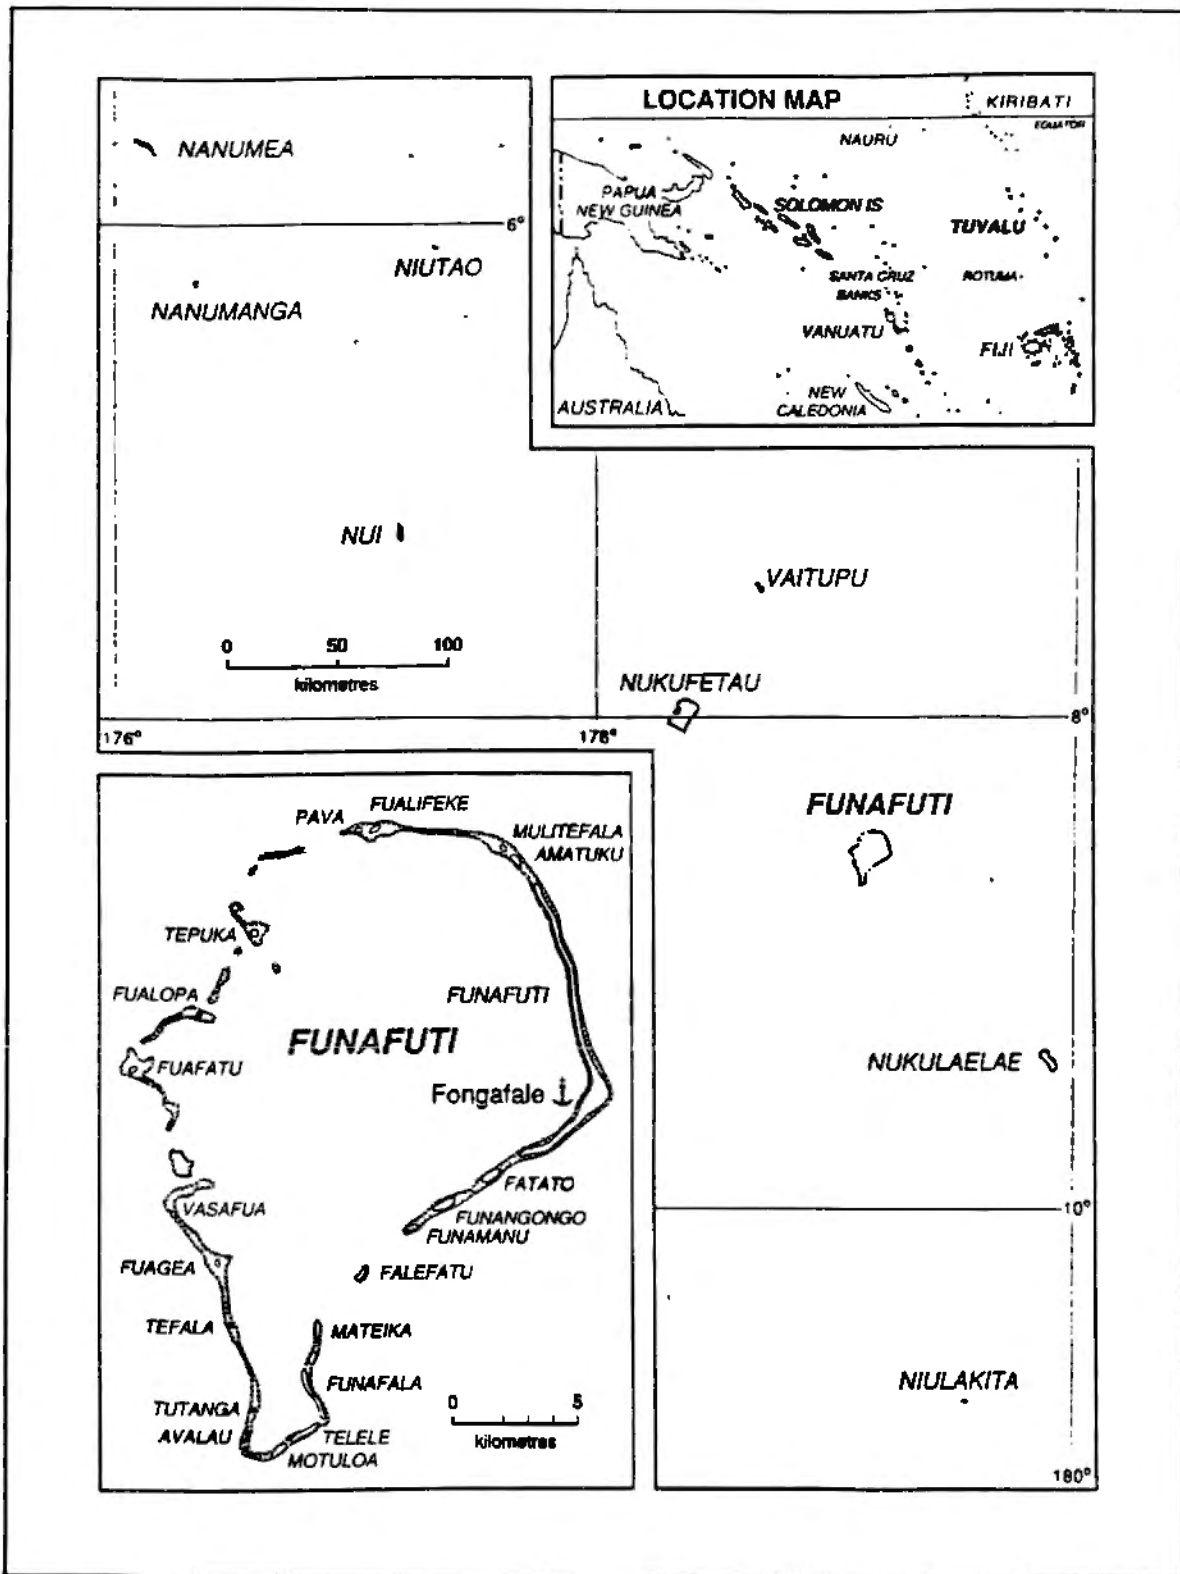 NANUMEA
6°
NIUTAO
NANUMANGA
NUI
0 50 100
kilometres
176°
178°
LOCATION MAP
KIRIBATI
EQUATOR
NAURU
PAPUA
NEW GUINEA
SOLOMON IS
TUVALU
SANTA CRUZ
BANKS
ROTUMA
VANUATU
FIJI
NEW
CALEDONIA
AUSTRALIA
VAITUPU
NUKUFETAU
8°
FUNAFUTI
NUKULAELAE
10°
NIULAKITA
180°
PAVA
FUALIFEKE
MULITEFALA
AMATUKU
TEPUKA
FUALOPA
FUNAFUTI
FUNAFUTI
FUAFATU
Fongafale
FATATO
VASAFUA
FUNANGONGO
FUNAMANU
FUAGEA
FALEFATU
TEFALA
MATEIKA
FUNAFALA
TUTANGA
AVALAU
TELELE
MOTULOA
0 5
kilometres